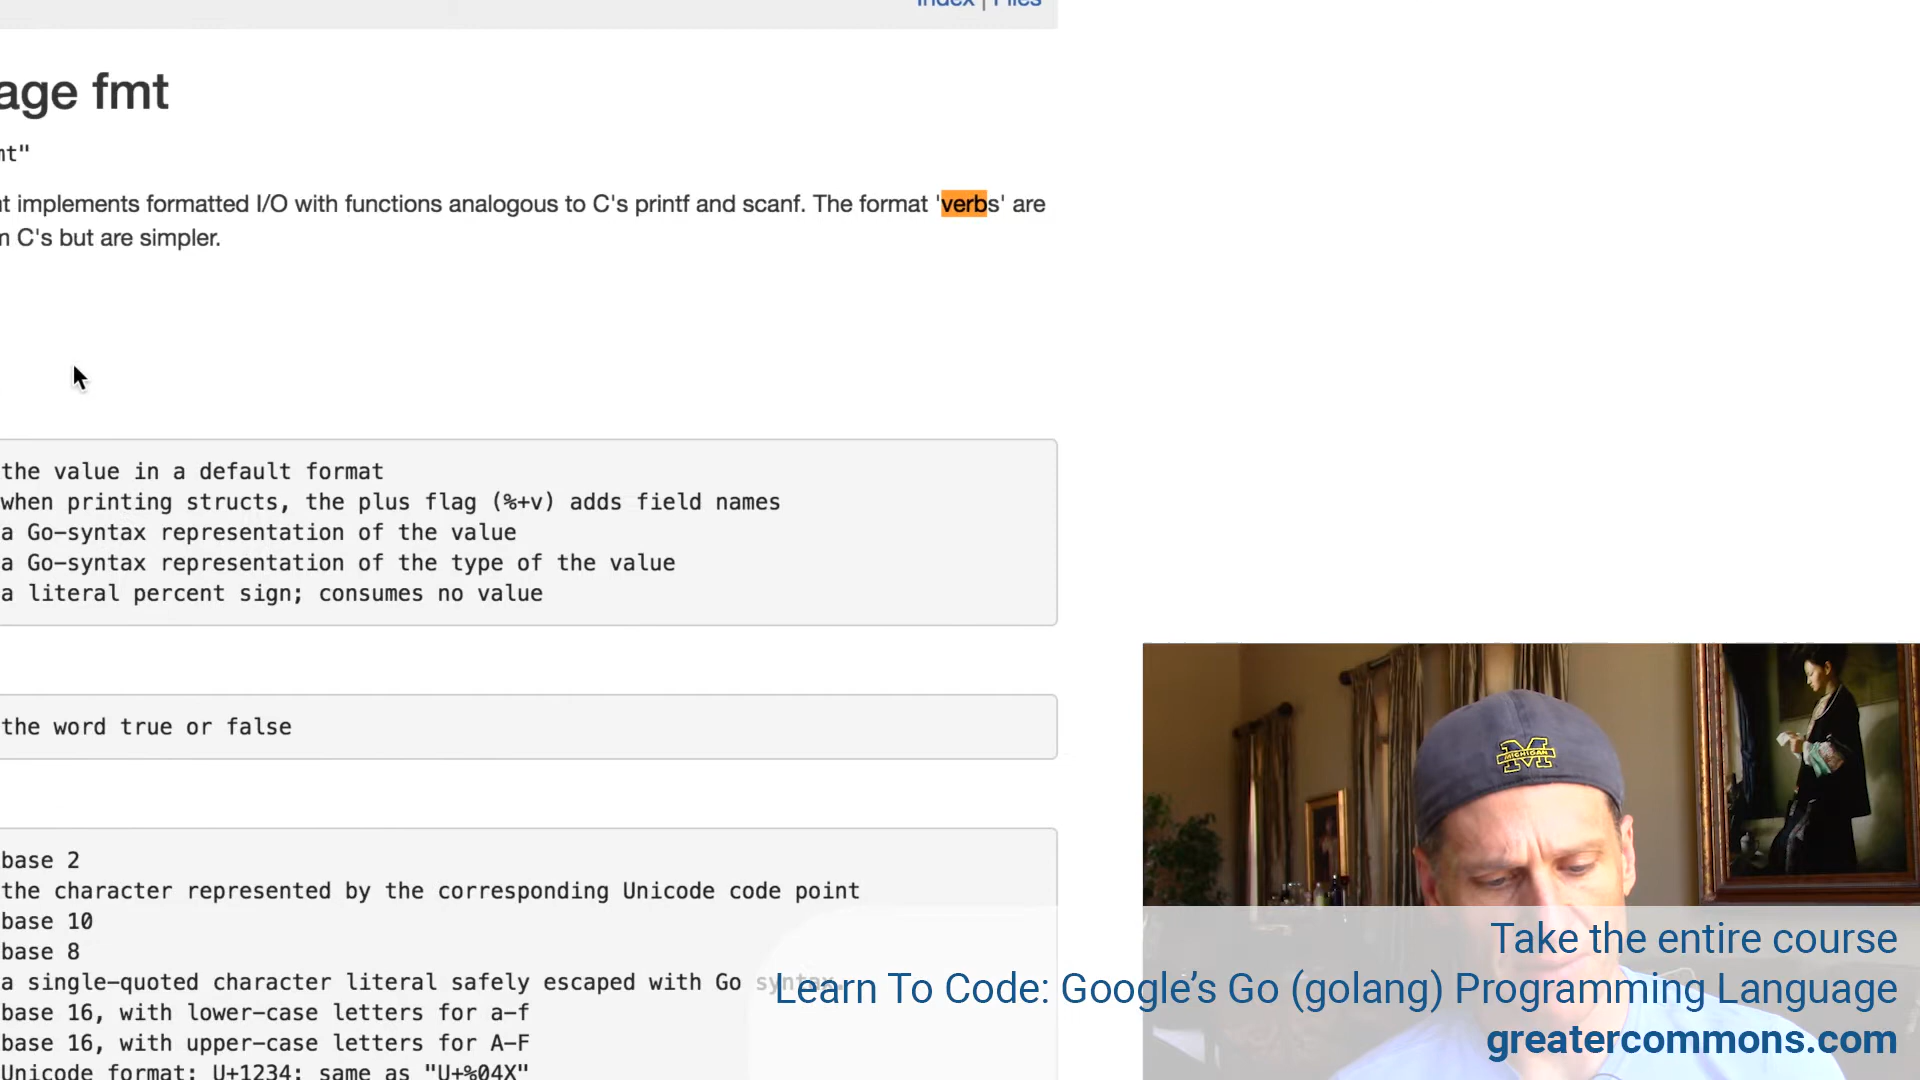 Index | Files
age fmt
mt"
nt implements formatted I/O with functions analogous to C's printf and scanf. The format 'verbs' are
m C's but are simpler.
the value in a default format
when printing structs, the plus flag (%+v) adds field names
a Go-syntax representation of the value
a Go-syntax representation of the type of the value
a literal percent sign; consumes no value
the word true or false
base 2
the character represented by the corresponding Unicode code point
base 10
base 8
a single-quoted character literal safely escaped with Go syntax.
base 16, with lower-case letters for a-f
base 16, with upper-case letters for A-F
Unicode format: U+1234; same as "U+%04X"
M
MICHIGAN
Take the entire course
Learn To Code: Google’s Go (golang) Programming Language
greatercommons.com